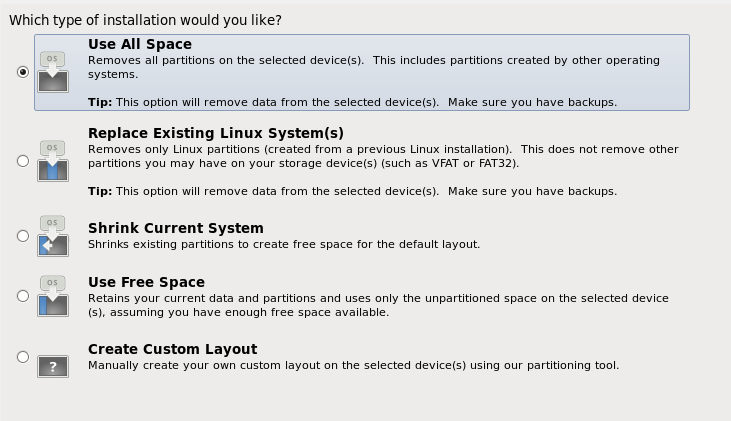 Which type of installation would you like?
OS
Use All Space
Removes all partitions on the selected device(s).  This includes partitions created by other operating
systems.
Tip: This option will remove data from the selected device(s).  Make sure you have backups.
OS
Replace Existing Linux System(s)
Removes only Linux partitions (created from a previous Linux installation).  This does not remove other
partitions you may have on your storage device(s) (such as VFAT or FAT32).
Tip: This option will remove data from the selected device(s).  Make sure you have backups.
OS
Shrink Current System
Shrinks existing partitions to create free space for the default layout.
OS
Use Free Space
Retains your current data and partitions and uses only the unpartitioned space on the selected device
(s), assuming you have enough free space available.
?
Create Custom Layout
Manually create your own custom layout on the selected device(s) using our partitioning tool.